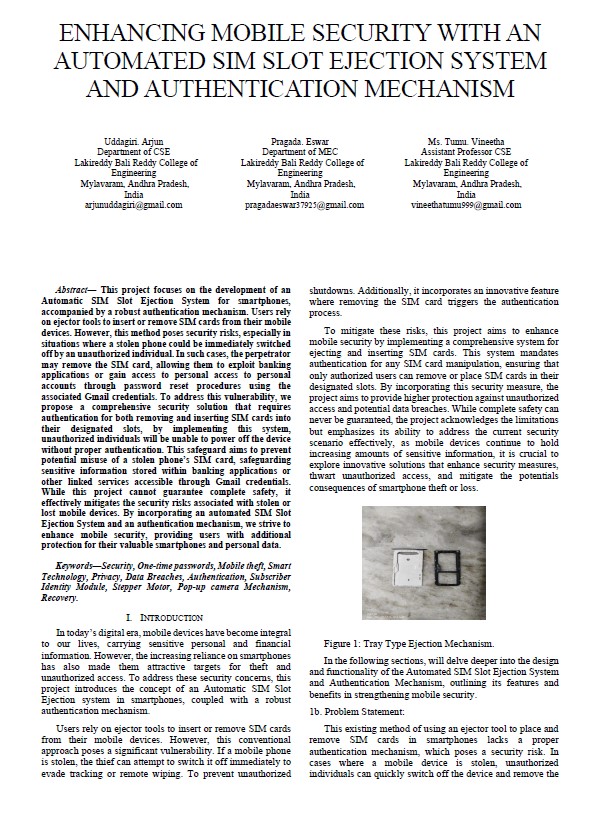 ENHANCING MOBILE SECURITY WITH AN
AUTOMATED SIM SLOT EJECTION SYSTEM
AND AUTHENTICATION MECHANISM
Uddagiri. Arjun
Department of CSE
Lakireddy Bali Reddy College of
Engineering
Mylavaram, Andhra Pradesh,
India
arjunuddagiri@gmail.com
Pragada. Eswar
Department of MEC
Lakireddy Bali Reddy College of
Engineering
Mylavaram, Andhra Pradesh,
India
pragadaeswar37925@gmail.com
Ms. Tumu. Vineetha
Assistant Professor CSE
Lakireddy Bali Reddy College of
Engineering
Mylavaram, Andhra Pradesh,
India
vineethatumu999@gmail.com
Abstract— This project focuses on the development of an
Automatic SIM Slot Ejection System for smartphones,
accompanied by a robust authentication mechanism. Users rely
on ejector tools to insert or remove SIM cards from their mobile
devices. However, this method poses security risks, especially in
situations where a stolen phone could be immediately switched
off by an unauthorized individual. In such cases, the perpetrator
may remove the SIM card, allowing them to exploit banking
applications or gain access to personal access to personal
accounts through password reset procedures using the
associated Gmail credentials. To address this vulnerability, we
propose a comprehensive security solution that requires
authentication for both removing and inserting SIM cards into
their designated slots, by implementing this system,
unauthorized individuals will be unable to power off the device
without proper authentication. This safeguard aims to prevent
potential misuse of a stolen phone's SIM card, safeguarding
sensitive information stored within banking applications or
other linked services accessible through Gmail credentials.
While this project cannot guarantee complete safety, it
effectively mitigates the security risks associated with stolen or
lost mobile devices. By incorporating an automated SIM Slot
Ejection System and an authentication mechanism, we strive to
enhance mobile security, providing users with additional
protection for their valuable smartphones and personal data.
Keywords—Security, One-time passwords, Mobile theft, Smart
Technology, Privacy, Data Breaches, Authentication, Subscriber
Identity Module, Stepper Motor, Pop-up camera Mechanism,
Recovery.
I. INTRODUCTION
In today's digital era, mobile devices have become integral
to our lives, carrying sensitive personal and financial
information. However, the increasing reliance on smartphones
has also made them attractive targets for theft and
unauthorized access. To address these security concerns, this
project introduces the concept of an Automatic SIM Slot
Ejection system in smartphones, coupled with a robust
authentication mechanism.
Users rely on ejector tools to insert or remove SIM cards
from their mobile devices. However, this conventional
approach poses a significant vulnerability. If a mobile phone
is stolen, the thief can attempt to switch it off immediately to
evade tracking or remote wiping. To prevent unauthorized
shutdowns. Additionally, it incorporates an innovative feature
where removing the SIM card triggers the authentication
process.
To mitigate these risks, this project aims to enhance
mobile security by implementing a comprehensive system for
ejecting and inserting SIM cards. This system mandates
authentication for any SIM card manipulation, ensuring that
only authorized users can remove or place SIM cards in their
designated slots. By incorporating this security measure, the
project aims to provide higher protection against unauthorized
access and potential data breaches. While complete safety can
never be guaranteed, the project acknowledges the limitations
but emphasizes its ability to address the current security
scenario effectively, as mobile devices continue to hold
increasing amounts of sensitive information, it is crucial to
explore innovative solutions that enhance security measures,
thwart unauthorized access, and mitigate the potentials
consequences of smartphone theft or loss.
Figure 1: Tray Type Ejection Mechanism.
In the following sections, will delve deeper into the design
and functionality of the Automated SIM Slot Ejection System
and Authentication Mechanism, outlining its features and
benefits in strengthening mobile security.
1b. Problem Statement:
This existing method of using an ejector tool to place and
remove SIM cards in smartphones lacks a proper
authentication mechanism, which poses a security risk. In
cases where a mobile device is stolen, unauthorized
individuals can quickly switch off the device and remove the